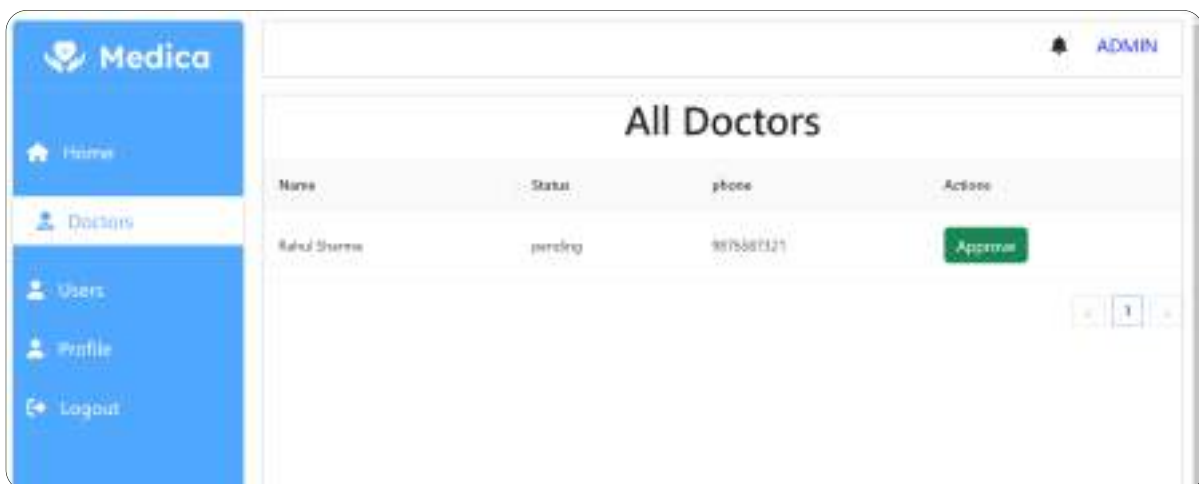 Medica
ADMIN
All Doctors
Home
Name Status phone Actions
Doctors
Rahul Sharma pending Approve
Users
1
Profile
Logout